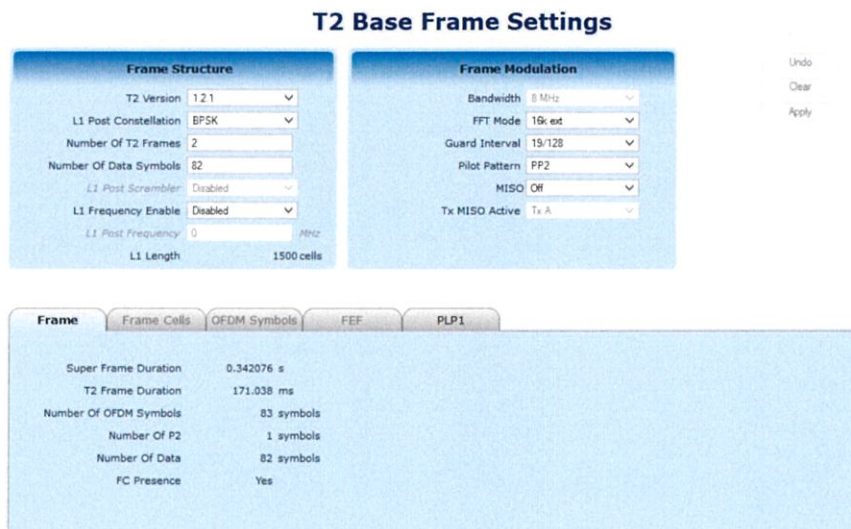 T2 Base Frame Settings
Frame Structure
T2 Version 1.2.1
L1 Post Constellation BPSK
Number Of T2 Frames 2
Number Of Data Symbols 82
L1 Post Scrambler Disabled
L1 Frequency Enable Disabled
L1 Post Frequency 0 MHz
L1 Length 1500 cells
Frame Modulation
Bandwidth 8 MHz
FFT Mode 16k ext
Guard Interval 19/128
Pilot Pattern PP2
MISO Off
Tx MISO Active Tx A
Undo
Clear
Apply
Frame Frame Cells OFDM Symbols FEF PLP1
Super Frame Duration 0.342076 s
T2 Frame Duration 171.038 ms
Number Of OFDM Symbols 83 symbols
Number Of P2 1 symbols
Number Of Data 82 symbols
FC Presence Yes